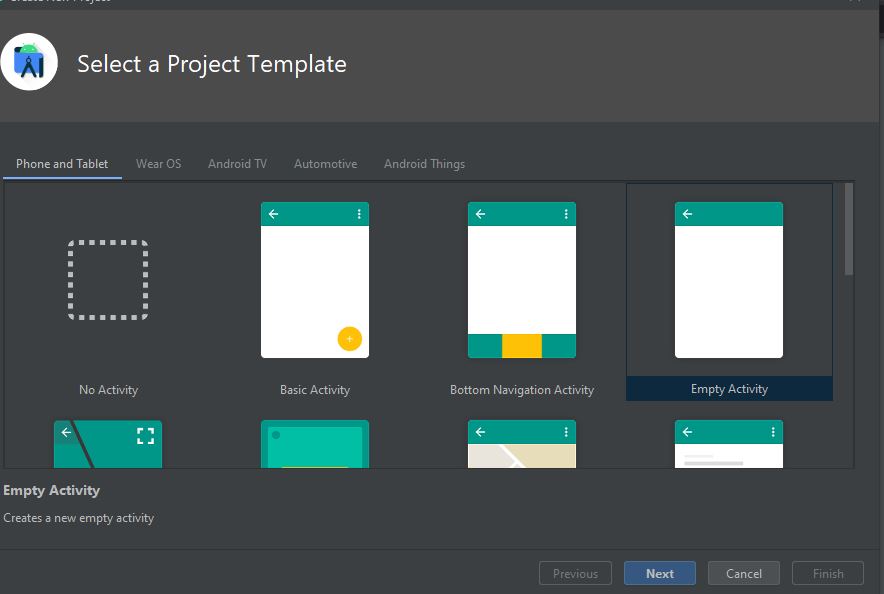 Create New Project
Select a Project Template
Phone and Tablet Wear OS Android TV Automotive Android Things
No Activity Basic Activity Bottom Navigation Activity Empty Activity
Empty Activity
Creates a new empty activity
Previous Next Cancel Finish